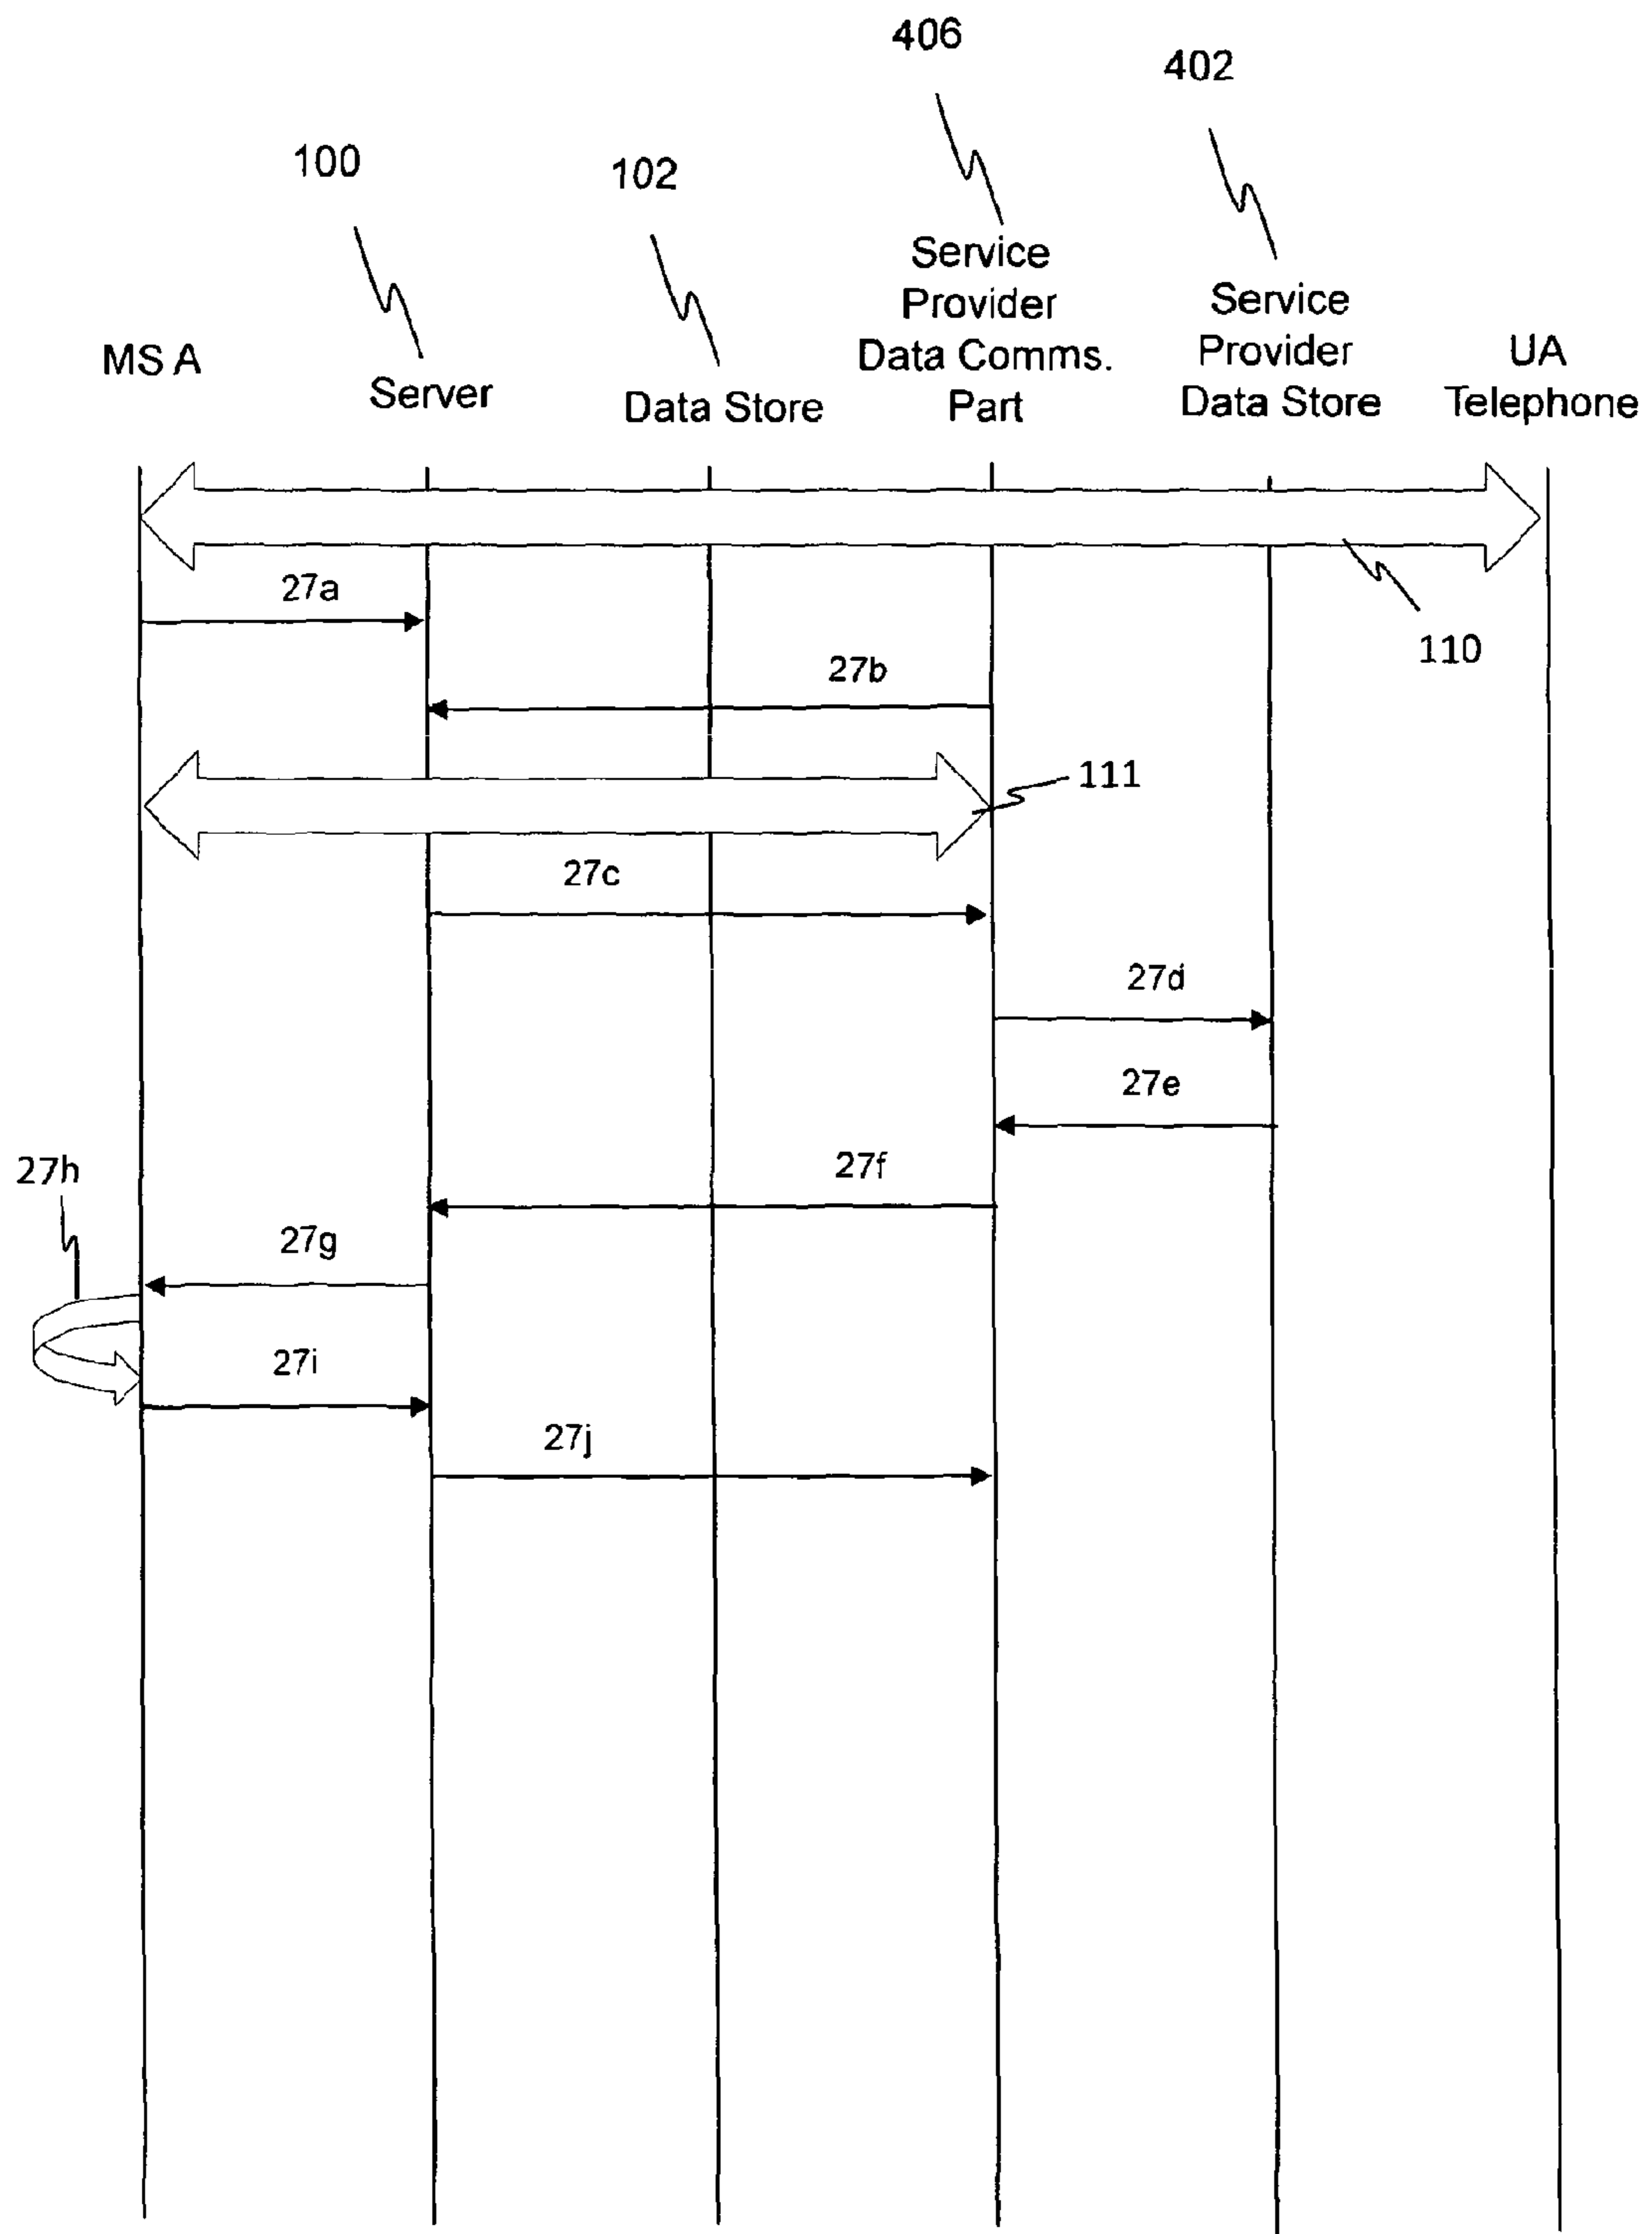 406
402
100
102
Service
Provider
Data Comms.
Part
Service
Provider
Data Store
MS A
Server
Data Store
UA
Telephone
27a
110
27b
111
27c
27d
27e
27h
27f
27g
27i
27j